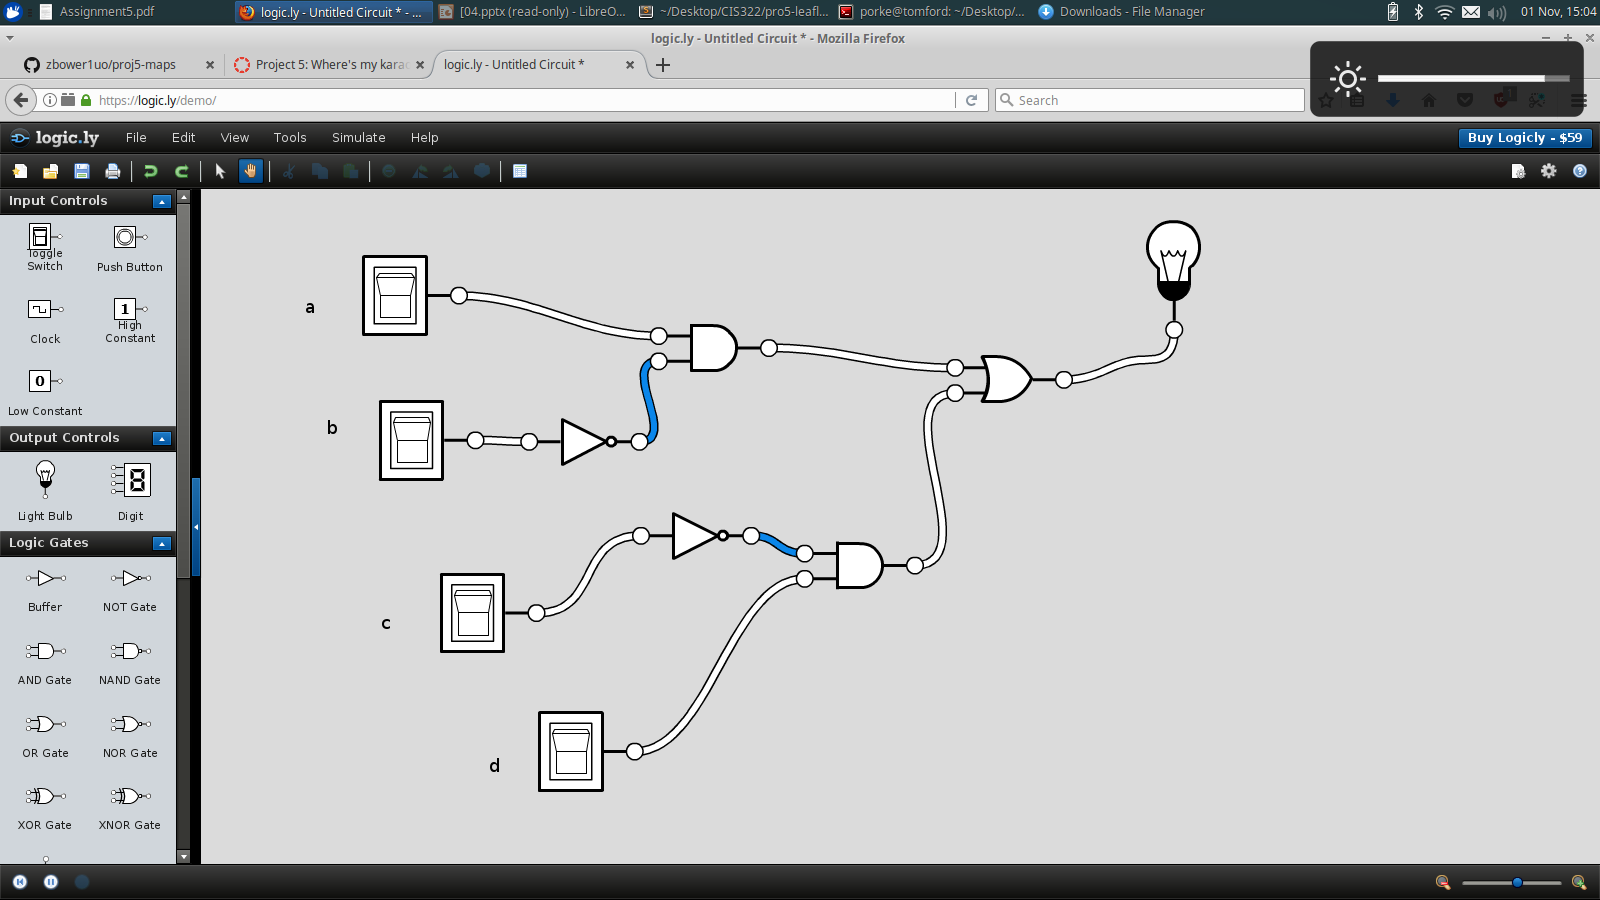 Assignment5.pdf
logic.ly - Untitled Circuit * - ...
[04.pptx (read-only) - LibreO...
~/Desktop/CIS322/pro5-leafl...
porke@tomford: ~/Desktop/...
Downloads - File Manager
01 Nov, 15:04
logic.ly - Untitled Circuit * - Mozilla Firefox
zbower1uo/proj5-maps
Project 5: Where's my kara
logic.ly - Untitled Circuit *
https://logic.ly/demo/
Search
logic.ly
File
Edit
View
Tools
Simulate
Help
Buy Logicly - $59
Input Controls
Toggle
Switch
Push Button
Clock
1
High
Constant
0
Low Constant
Output Controls
Light Bulb
Digit
Logic Gates
Buffer
NOT Gate
AND Gate
NAND Gate
OR Gate
NOR Gate
XOR Gate
XNOR Gate
a
b
c
d